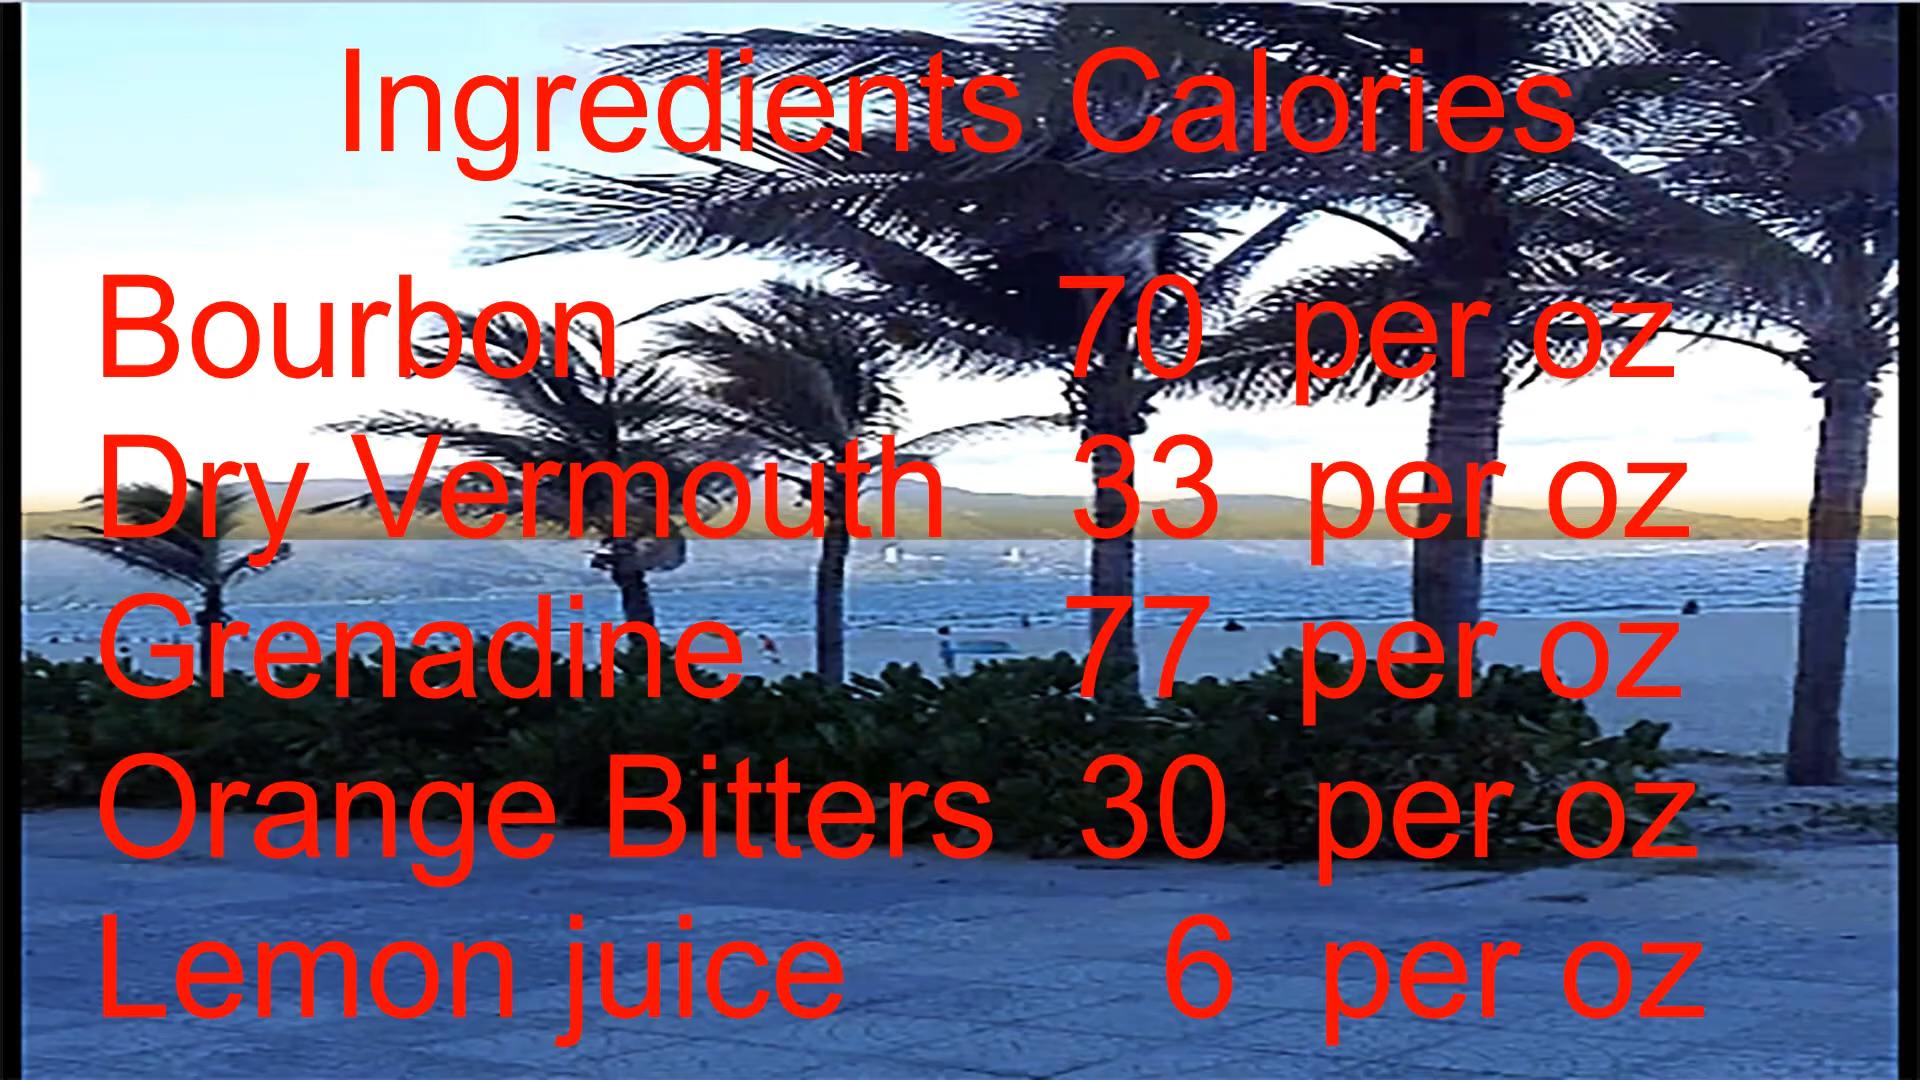 Ingredients Calories
Bourbon 70 per oz
Dry Vermouth 33 per oz
Grenadine 77 per oz
Orange Bitters 30 per oz
Lemon juice 6 per oz